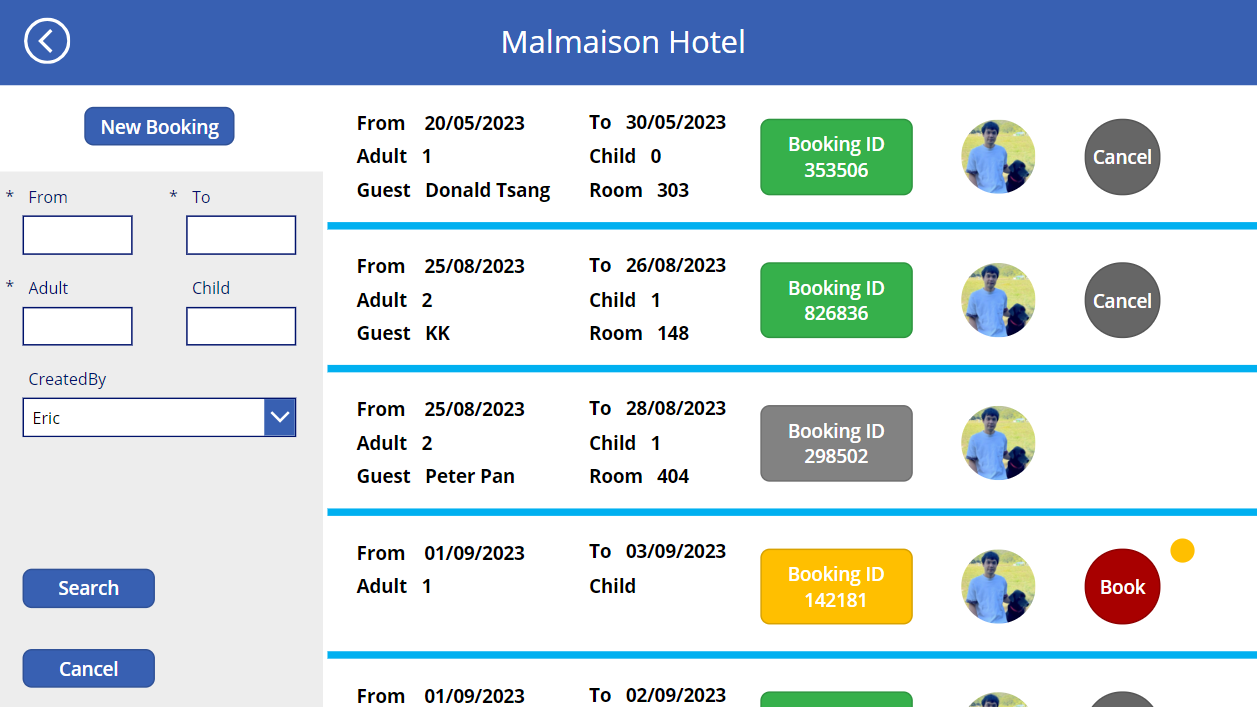 Malmaison Hotel
New Booking
* From * To
* Adult Child
CreatedBy
Eric
Search
Cancel
From 20/05/2023 To 30/05/2023
Adult 1 Child 0
Guest Donald Tsang Room 303
Booking ID
353506
Cancel
From 25/08/2023 To 26/08/2023
Adult 2 Child 1
Guest KK Room 148
Booking ID
826836
Cancel
From 25/08/2023 To 28/08/2023
Adult 2 Child 1
Guest Peter Pan Room 404
Booking ID
298502
From 01/09/2023 To 03/09/2023
Adult 1 Child
Booking ID
142181
Book
From 01/09/2023 To 02/09/2023